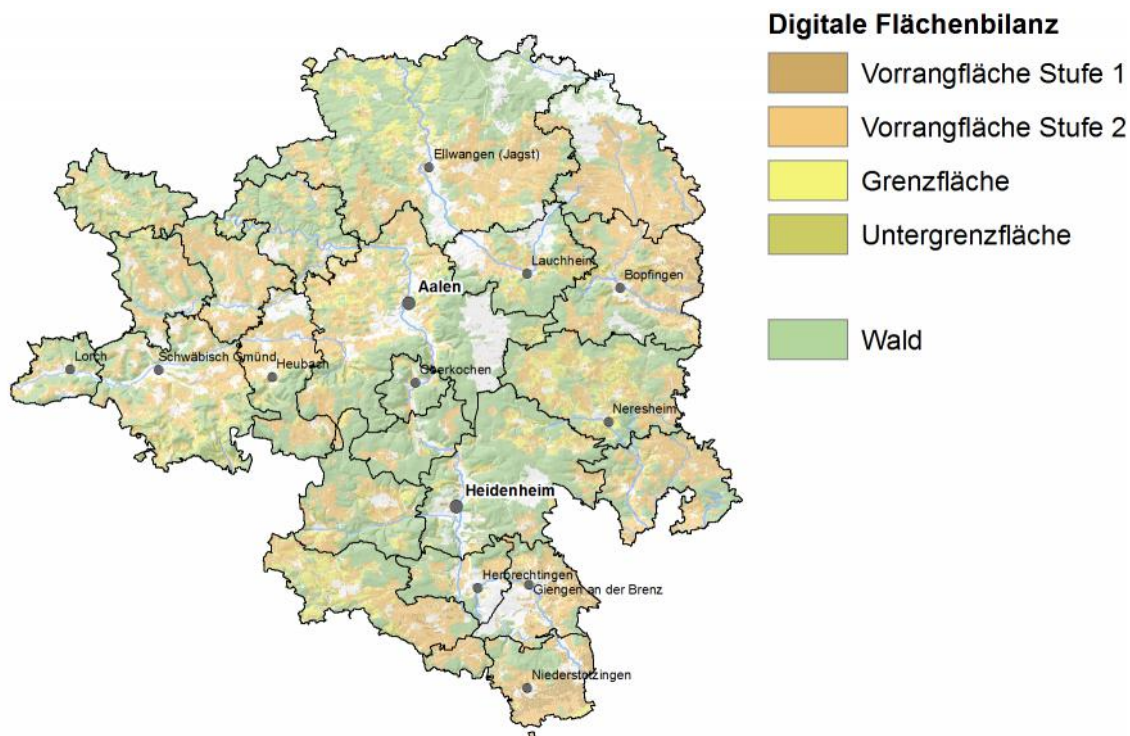 Digitale Flächenbilanz
Vorrangfläche Stufe 1
Vorrangfläche Stufe 2
Grenzfläche
Untergrenzfläche
Wald
Ellwangen (Jagst)
Lauchheim
Bopfingen
Aalen
Lorch
Schwäbisch Gmünd
Heubach
Oberkochen
Neresheim
Heidenheim
Herbrechtingen
Giengen an der Brenz
Niederstotzingen